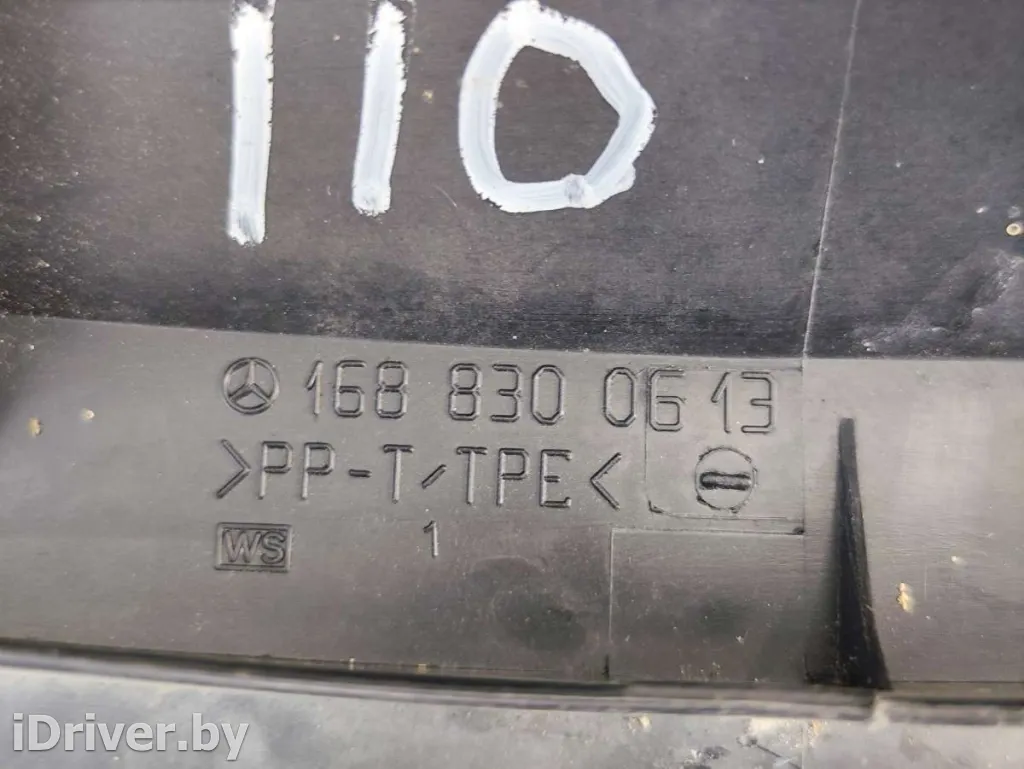 110
168 830 06 13
>PP-T/TPE<
WS 1
iDriver.by